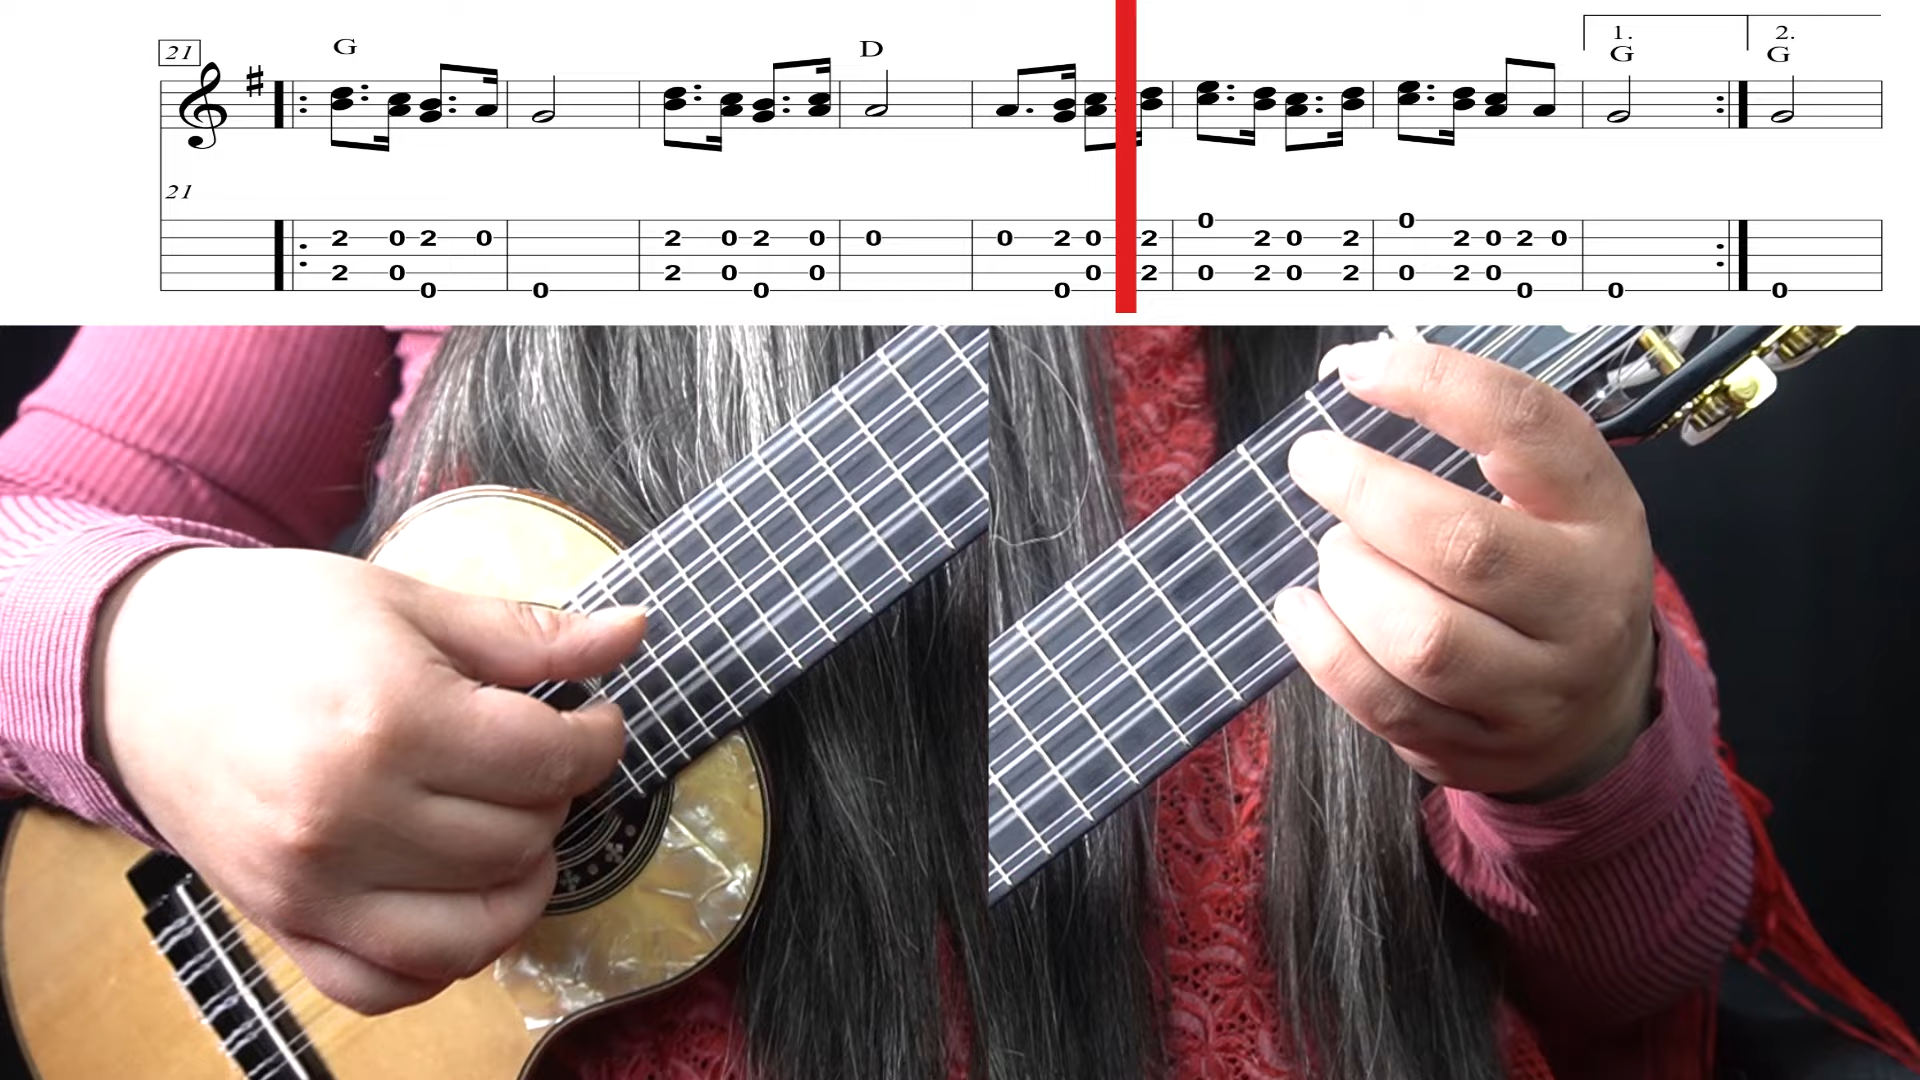 1. 2.
21 G D G G
21
0 0
2 0 2 0 2 0 2 0 0 0 2 0 2 2 0 2 2 0 2 0
2 0 2 0 0 0 2 0 2 0 2 0 2 0
0 0 0 0 0 0 0